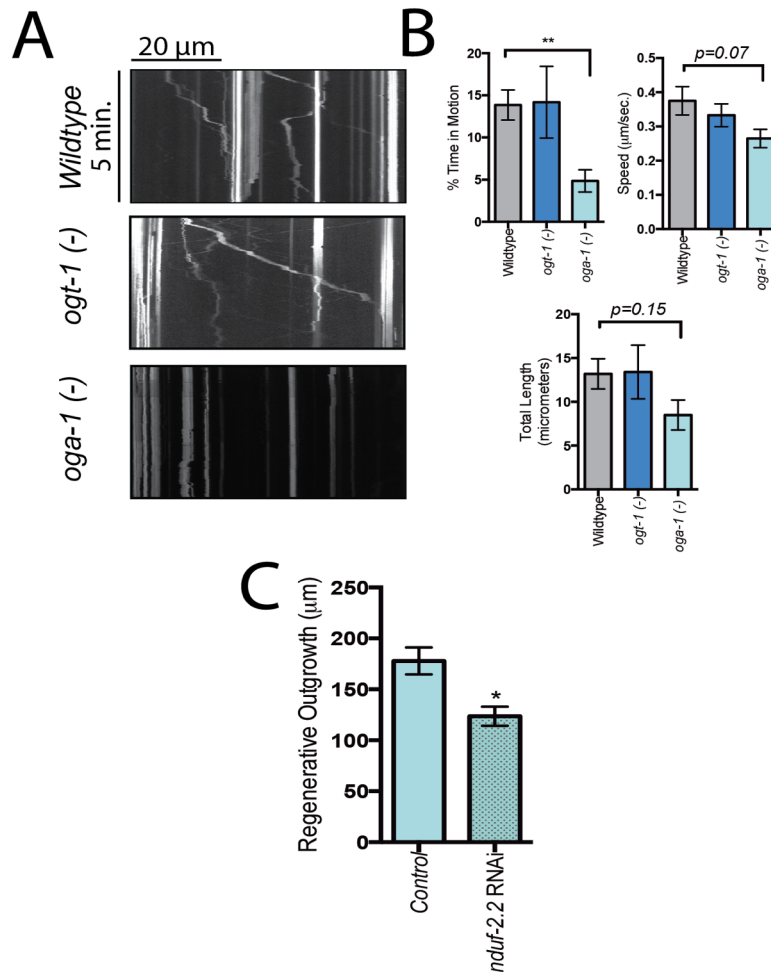 A
20 µm
Wildtype
5 min.
ogt-1 (-)
oga-1 (-)
B
**
20
15
10
5
0
% Time in Motion
Wildtype
ogt-1 (-)
oga-1 (-)
p=0.07
0.5
0.4
0.3
0.2
0.1
0.0
Speed (µm/sec.)
Wildtype
ogt-1 (-)
oga-1 (-)
p=0.15
20
15
10
5
0
Total Length
(micrometers)
Wildtype
ogt-1 (-)
oga-1 (-)
C
250
200
150
100
50
0
Regenerative Outgrowth (µm)
*
Control
nduf-2.2 RNAi